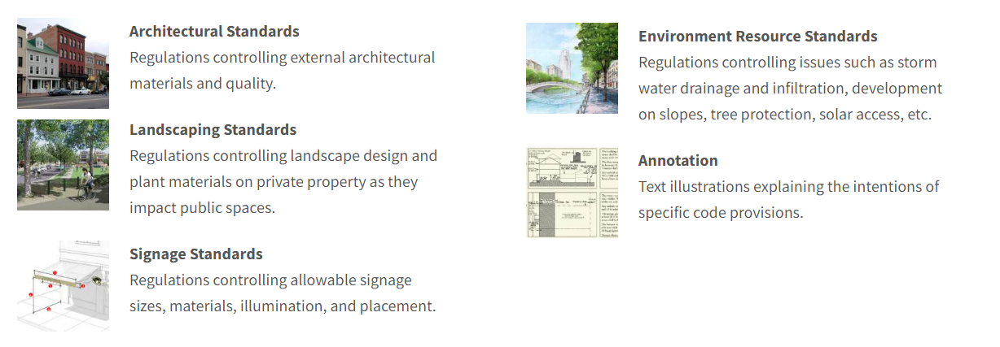 Architectural Standards
Regulations controlling external architectural
materials and quality.
Landscaping Standards
Regulations controlling landscape design and
plant materials on private property as they
impact public spaces.
Signage Standards
Regulations controlling allowable signage
sizes, materials, illumination, and placement.
Environment Resource Standards
Regulations controlling issues such as storm
water drainage and infiltration, development
on slopes, tree protection, solar access, etc.
Annotation
Text illustrations explaining the intentions of
specific code provisions.